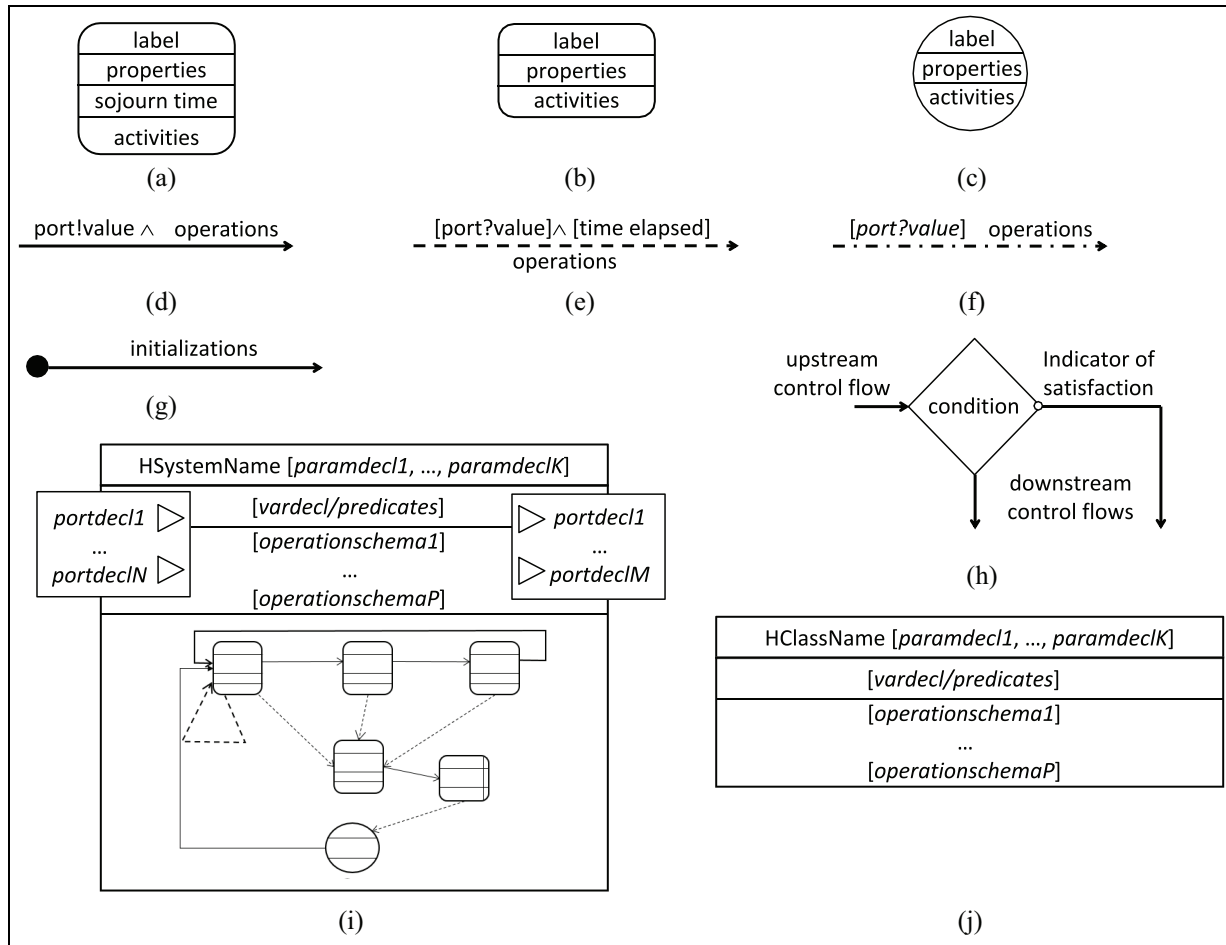 label
properties
sojourn time
activities
(a)
label
properties
activities
(b)
label
properties
activities
(c)
port!value ∧ operations
(d)
[port?value]∧ [time elapsed]
operations
(e)
[port?value] operations
(f)
initializations
(g)
upstream
control flow
condition
Indicator of
satisfaction
downstream
control flows
(h)
HSystemName [paramdecl1, ..., paramdeclK]
portdecl1
...
portdeclN
[vardecl/predicates]
[operationschema1]
...
[operationschemaP]
portdecl1
...
portdeclM
(i)
HClassName [paramdecl1, ..., paramdeclK]
[vardecl/predicates]
[operationschema1]
...
[operationschemaP]
(j)